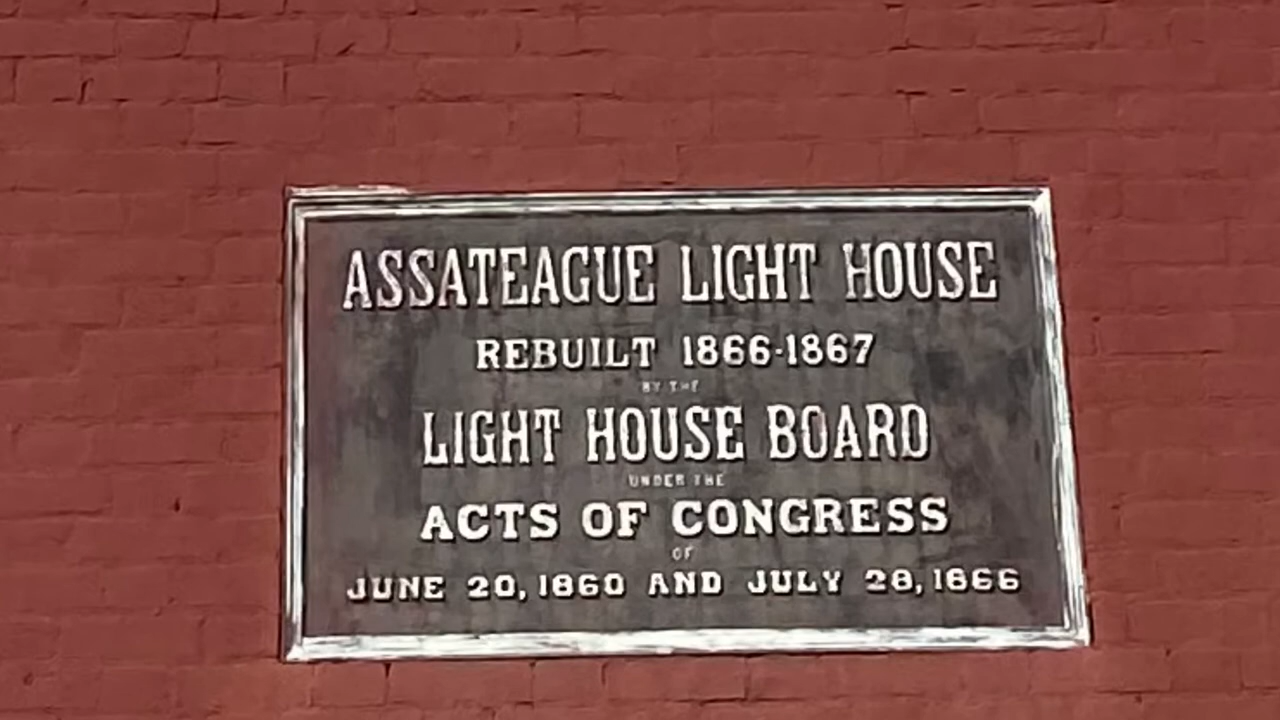 ASSATEAGUE LIGHT HOUSE
REBUILT 1866-1867
BY THE
LIGHT HOUSE BOARD
UNDER THE
ACTS OF CONGRESS
OF
JUNE 20, 1860 AND JULY 28, 1866